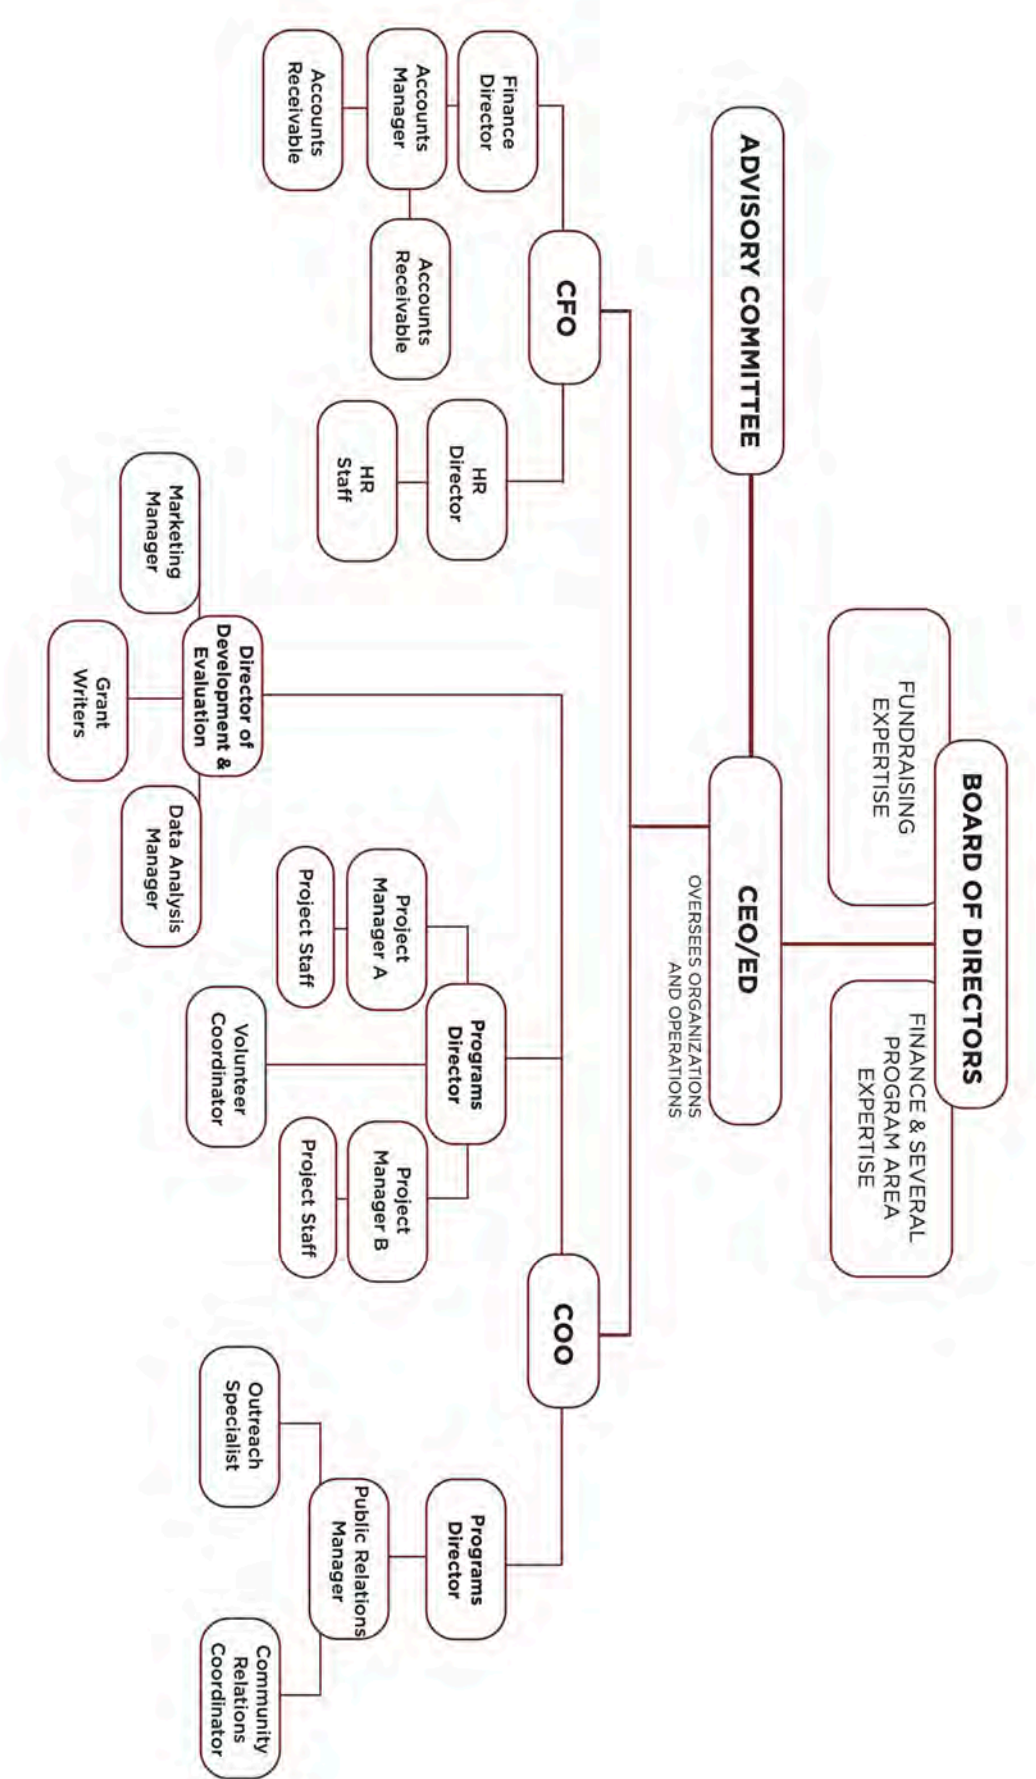 BOARD OF DIRECTORS
FUNDRAISING
EXPERTISE
FINANCE & SEVERAL
PROGRAM AREA
EXPERTISE
ADVISORY COMMITTEE
CEO/ED
OVERSEES ORGANIZATIONS
AND OPERATIONS
CFO
COO
Finance
Director
Accounts
Manager
Accounts
Receivable
Accounts
Receivable
HR
Director
HR
Staff
Director of
Development &
Evaluation
Marketing
Manager
Grant
Writers
Data Analysis
Manager
Programs
Director
Project
Manager A
Project Staff
Volunteer
Coordinator
Project
Manager B
Project Staff
Programs
Director
Public Relations
Manager
Outreach
Specialist
Community
Relations
Coordinator